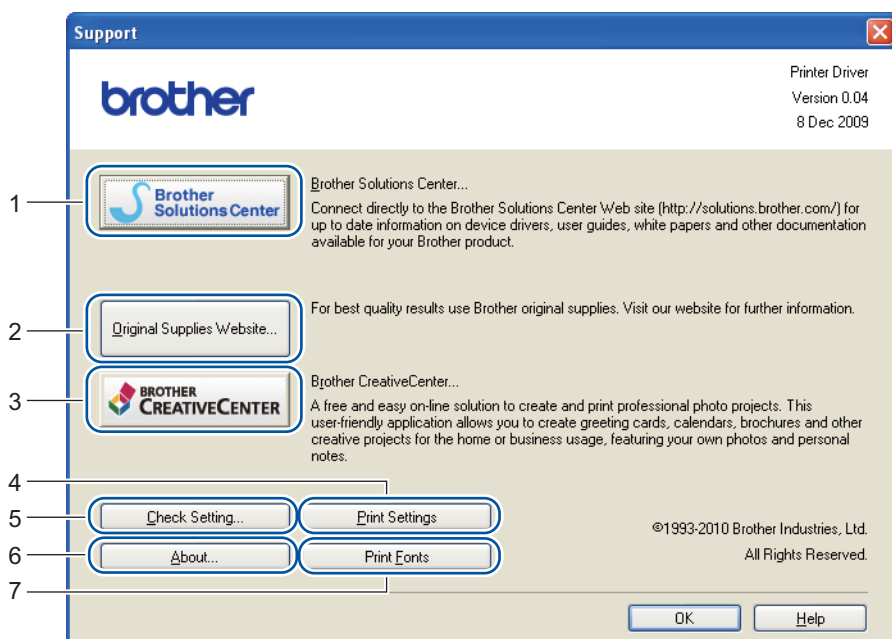 Support
brother
Printer Driver
Version 0.04
8 Dec 2009
1
Brother
Solutions Center
Brother Solutions Center...
Connect directly to the Brother Solutions Center Web site (http://solutions.brother.com/) for
up to date information on device drivers, user guides, white papers and other documentation
available for your Brother product.
2
Original Supplies Website...
For best quality results use Brother original supplies. Visit our website for further information.
3
BROTHER
CREATIVECENTER
Brother CreativeCenter...
A free and easy on-line solution to create and print professional photo projects. This
user-friendly application allows you to create greeting cards, calendars, brochures and other
creative projects for the home or business usage, featuring your own photos and personal
notes.
4
5
Check Setting...
Print Settings
©1993-2010 Brother Industries, Ltd.
6
About...
Print Fonts
All Rights Reserved.
7
OK
Help